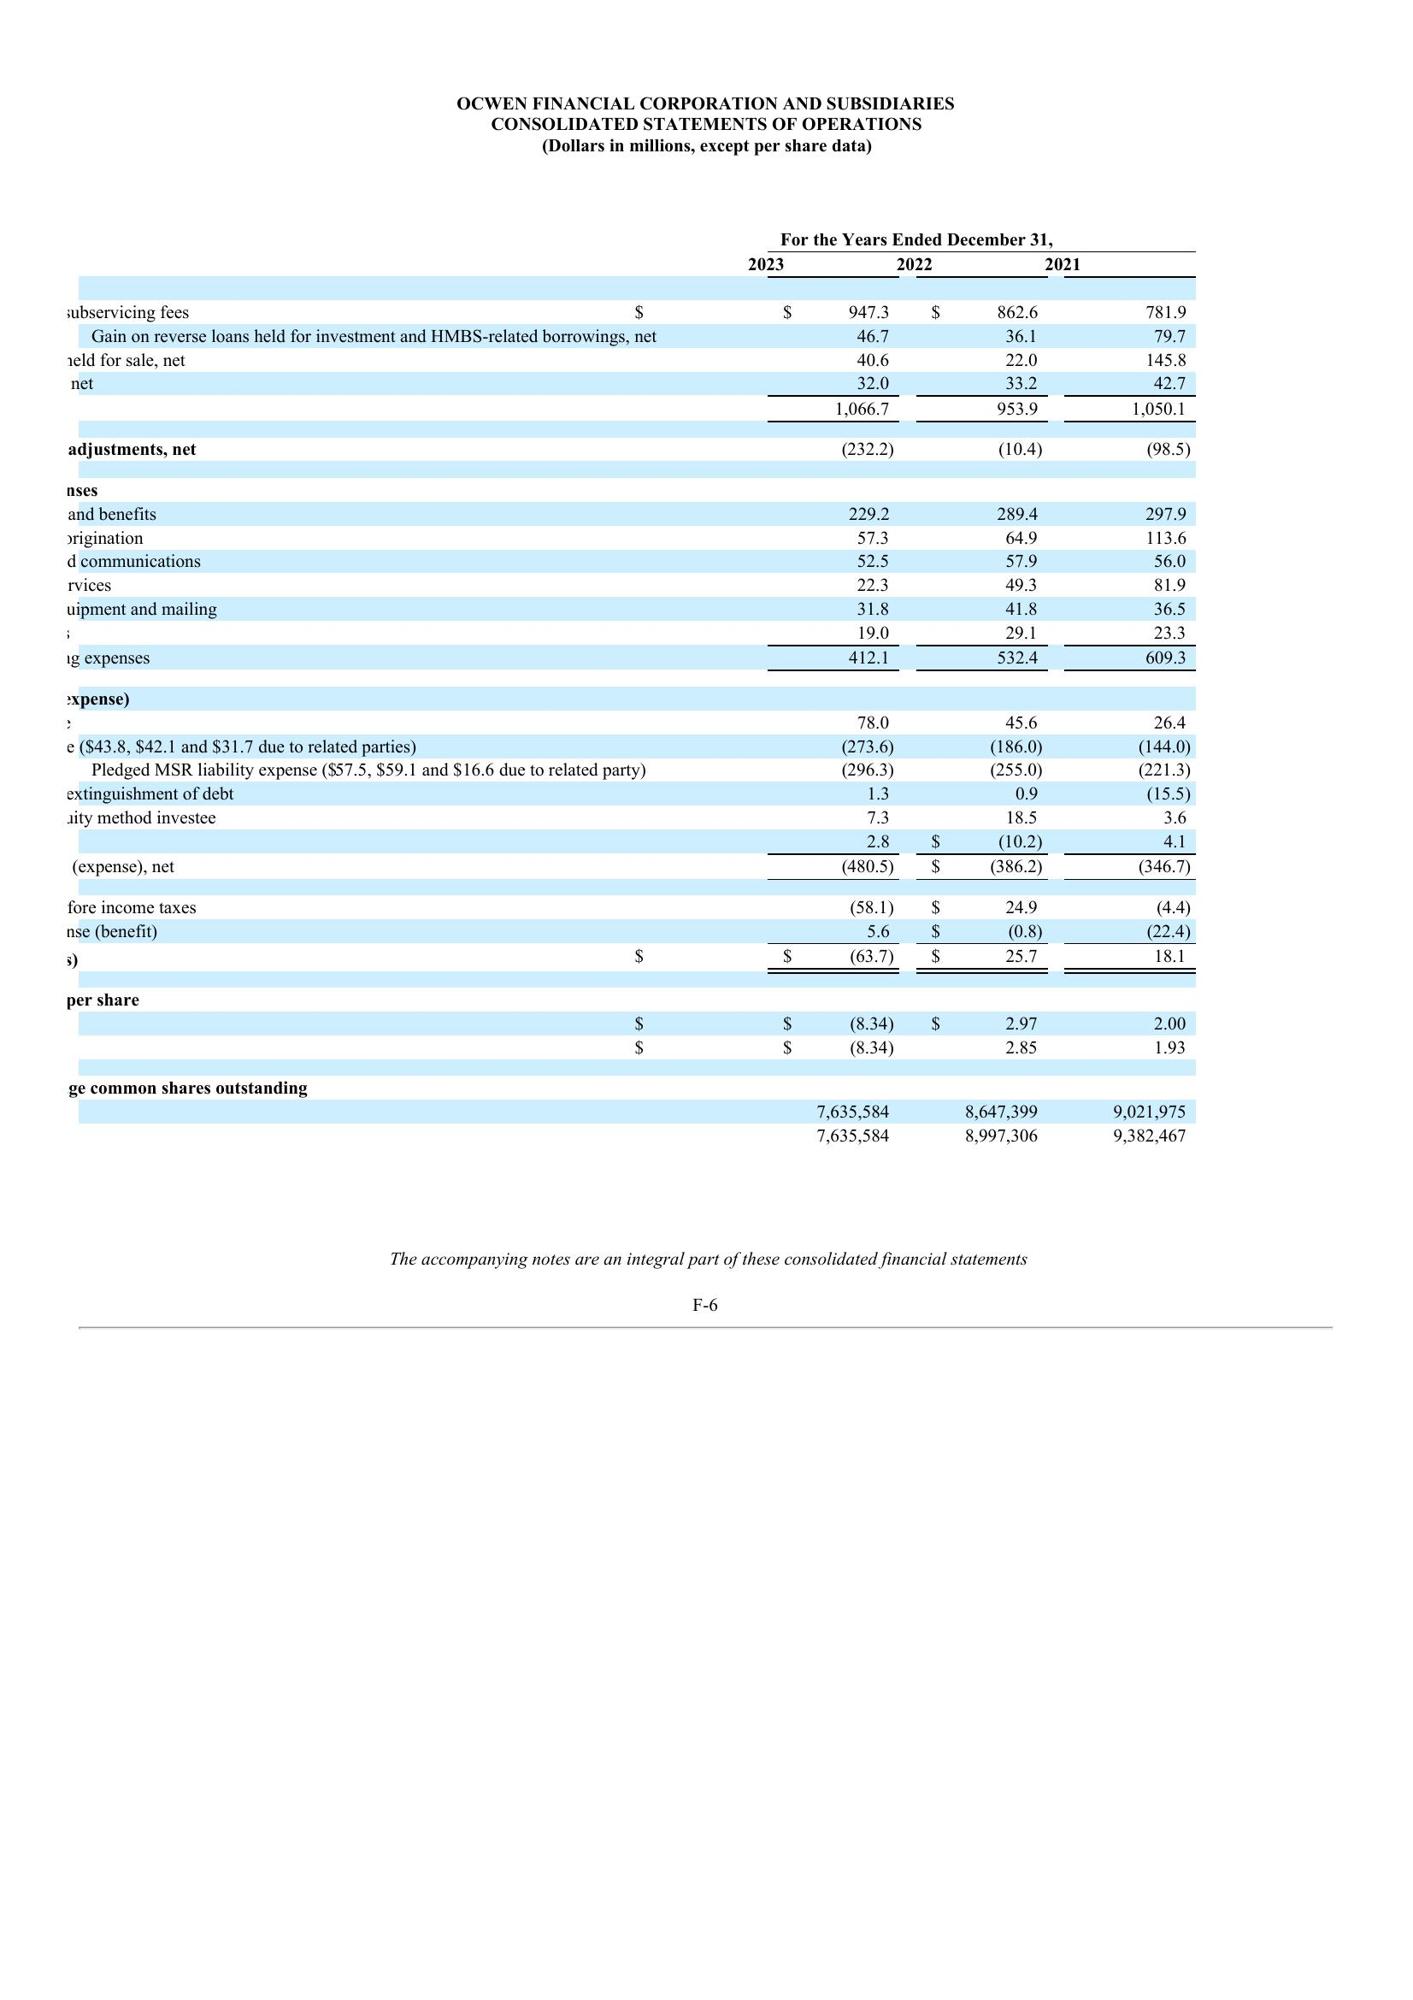 OCWEN FINANCIAL CORPORATION AND SUBSIDIARIES
CONSOLIDATED STATEMENTS OF OPERATIONS
(Dollars in millions, except per share data)
For the Years Ended December 31,
2023 2022 2021
subservicing fees $ $ 947.3 $ 862.6 781.9
Gain on reverse loans held for investment and HMBS-related borrowings, net 46.7 36.1 79.7
held for sale, net 40.6 22.0 145.8
net 32.0 33.2 42.7
1,066.7 953.9 1,050.1
adjustments, net (232.2) (10.4) (98.5)
nses
and benefits 229.2 289.4 297.9
origination 57.3 64.9 113.6
d communications 52.5 57.9 56.0
rvices 22.3 49.3 81.9
uipment and mailing 31.8 41.8 36.5
s 19.0 29.1 23.3
ng expenses 412.1 532.4 609.3
expense)
e 78.0 45.6 26.4
e ($43.8, $42.1 and $31.7 due to related parties) (273.6) (186.0) (144.0)
Pledged MSR liability expense ($57.5, $59.1 and $16.6 due to related party) (296.3) (255.0) (221.3)
extinguishment of debt 1.3 0.9 (15.5)
uity method investee 7.3 18.5 3.6
2.8 $ (10.2) 4.1
(expense), net (480.5) $ (386.2) (346.7)
fore income taxes (58.1) $ 24.9 (4.4)
nse (benefit) 5.6 $ (0.8) (22.4)
s) $ $ (63.7) $ 25.7 18.1
per share
$ $ (8.34) $ 2.97 2.00
$ $ (8.34) 2.85 1.93
ge common shares outstanding
7,635,584 8,647,399 9,021,975
7,635,584 8,997,306 9,382,467
The accompanying notes are an integral part of these consolidated financial statements
F-6